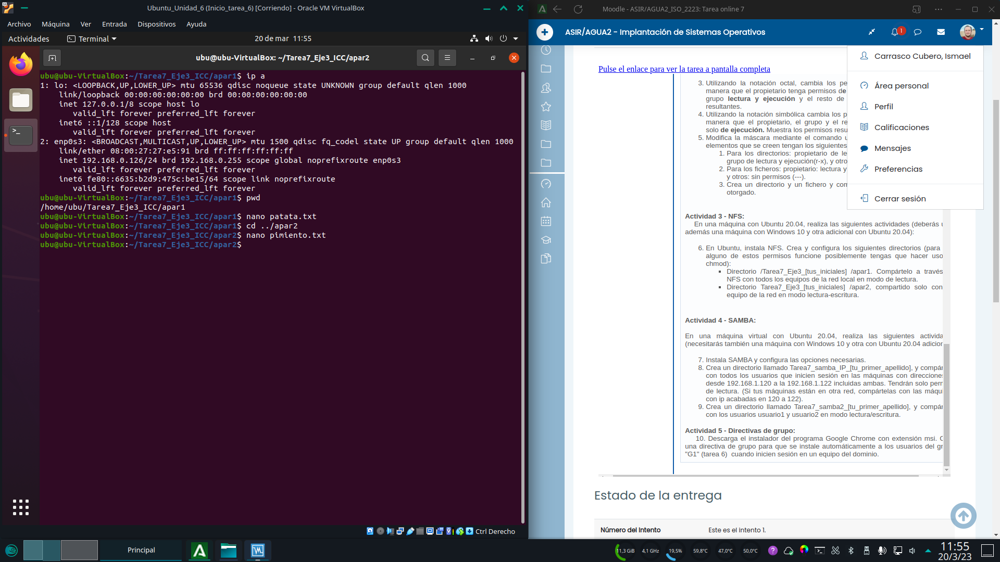 Ubuntu_Unidad_6 (Inicio_tarea_6) [Corriendo] - Oracle VM VirtualBox
Archivo Máquina Ver Entrada Dispositivos Ayuda
Actividades Terminal 20 de mar 11:55
ubu@ubu-VirtualBox: ~/Tarea7_Eje3_ICC/apar2
ubu@ubu-VirtualBox:~/Tarea7_Eje3_ICC/apar1$ ip a
1: lo: <LOOPBACK,UP,LOWER_UP> mtu 65536 qdisc noqueue state UNKNOWN group default qlen 1000
link/loopback 00:00:00:00:00:00 brd 00:00:00:00:00:00
inet 127.0.0.1/8 scope host lo
valid_lft forever preferred_lft forever
inet6 ::1/128 scope host
valid_lft forever preferred_lft forever
2: enp0s3: <BROADCAST,MULTICAST,UP,LOWER_UP> mtu 1500 qdisc fq_codel state UP group default qlen 1000
link/ether 08:00:27:27:e5:91 brd ff:ff:ff:ff:ff:ff
inet 192.168.0.126/24 brd 192.168.0.255 scope global noprefixroute enp0s3
valid_lft forever preferred_lft forever
inet6 fe80::6635:b2d9:475c:be15/64 scope link noprefixroute
valid_lft forever preferred_lft forever
ubu@ubu-VirtualBox:~/Tarea7_Eje3_ICC/apar1$ pwd
/home/ubu/Tarea7_Eje3_ICC/apar1
ubu@ubu-VirtualBox:~/Tarea7_Eje3_ICC/apar1$ nano patata.txt
ubu@ubu-VirtualBox:~/Tarea7_Eje3_ICC/apar1$ cd ../apar2
ubu@ubu-VirtualBox:~/Tarea7_Eje3_ICC/apar2$ nano pimiento.txt
ubu@ubu-VirtualBox:~/Tarea7_Eje3_ICC/apar2$
Ctrl Derecho
Moodle - ASIR/AGUA2_ISO_2223: Tarea online 7
ASIR/AGUA2 - Implantación de Sistemas Operativos
1
Carrasco Cubero, Ismael
Área personal
Perfil
Calificaciones
Mensajes
Preferencias
Cerrar sesión
Pulse el enlace para ver la tarea a pantalla completa
3. Utilizando la notación octal, cambia los pe
manera que el propietario tenga permisos de
grupo lectura y ejecución y el resto de
resultantes.
4. Utilizando la notación simbólica cambia los p
manera que el propietario, el grupo y el re
solo de ejecución. Muestra los permisos resu
5. Modifica la máscara mediante el comando u
elementos que se creen tengan los siguientes
1. Para los directorios: propietario de le
grupo de lectura y ejecución(r-x), y otro
2. Para los ficheros: propietario: lectura y
y otros: sin permisos (---).
3. Crea un directorio y un fichero y com
otorgado.
Actividad 3 - NFS:
En una máquina con Ubuntu 20.04, realiza las siguientes actividades (deberás u
además una máquina con Windows 10 y otra adicional con Ubuntu 20.04):
6. En Ubuntu, instala NFS. Crea y configura los siguientes directorios (para
alguno de estos permisos funcione posiblemente tengas que hacer uso
chmod):
Directorio /Tarea7_Eje3_[tus_iniciales] /apar1. Compártelo a través
NFS con todos los equipos de la red local en modo de lectura.
Directorio Tarea7_Eje3_[tus_iniciales] /apar2, compartido solo con
equipo de la red en modo lectura-escritura.
Actividad 4 - SAMBA:
En una máquina virtual con Ubuntu 20.04, realiza las siguientes activida
(necesitarás también una máquina con Windows 10 y otra con Ubuntu 20.04 adicion
7. Instala SAMBA y configura las opciones necesarias.
8. Crea un directorio llamado Tarea7_samba_IP_[tu_primer_apellido], y compár
con todos los usuarios que inicien sesión en las máquinas con direcciones
desde 192.168.1.120 a la 192.168.1.122 incluidas ambas. Tendrán solo perm
de lectura. (Si tus máquinas están en otra red, compártelas con las máqui
con ip acabadas en 120 a 122).
9. Crea un directorio llamado Tarea7_samba2_[tu_primer_apellido], y compár
con los usuarios usuario1 y usuario2 en modo lectura/escritura.
Actividad 5 - Directivas de grupo:
10. Descarga el instalador del programa Google Chrome con extensión msi. C
una directiva de grupo para que se instale automáticamente a los usuarios del gr
"G1" (tarea 6) cuando inicien sesión en un equipo del dominio.
Estado de la entrega
Número del Intento Este es el intento 1.
Principal
11,3 GiB 4,1 GHz 19,5% 59,8°C 47,0°C 50,0°C
11:55
20/3/23